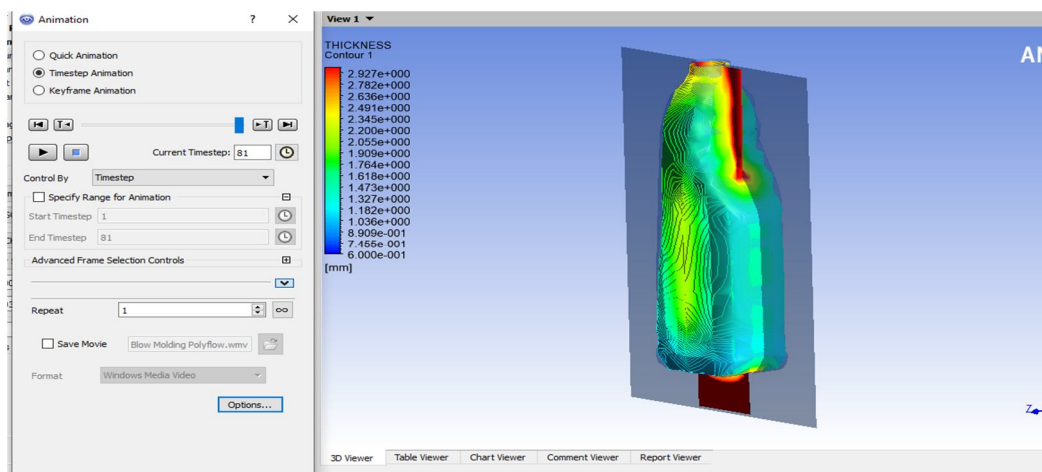 Animation
?
Quick Animation
Timestep Animation
Keyframe Animation
Current Timestep: 81
Control By Timestep
Specify Range for Animation
Start Timestep 1
End Timestep 81
Advanced Frame Selection Controls
Repeat 1
Save Movie Blow Molding Polyflow.wmv
Format Windows Media Video
Options...
View 1
THICKNESS
Contour 1
2.927e+000
2.782e+000
2.636e+000
2.491e+000
2.345e+000
2.200e+000
2.055e+000
1.909e+000
1.764e+000
1.618e+000
1.473e+000
1.327e+000
1.182e+000
1.036e+000
8.909e-001
7.455e-001
6.000e-001
[mm]
AN
Z
3D Viewer Table Viewer Chart Viewer Comment Viewer Report Viewer